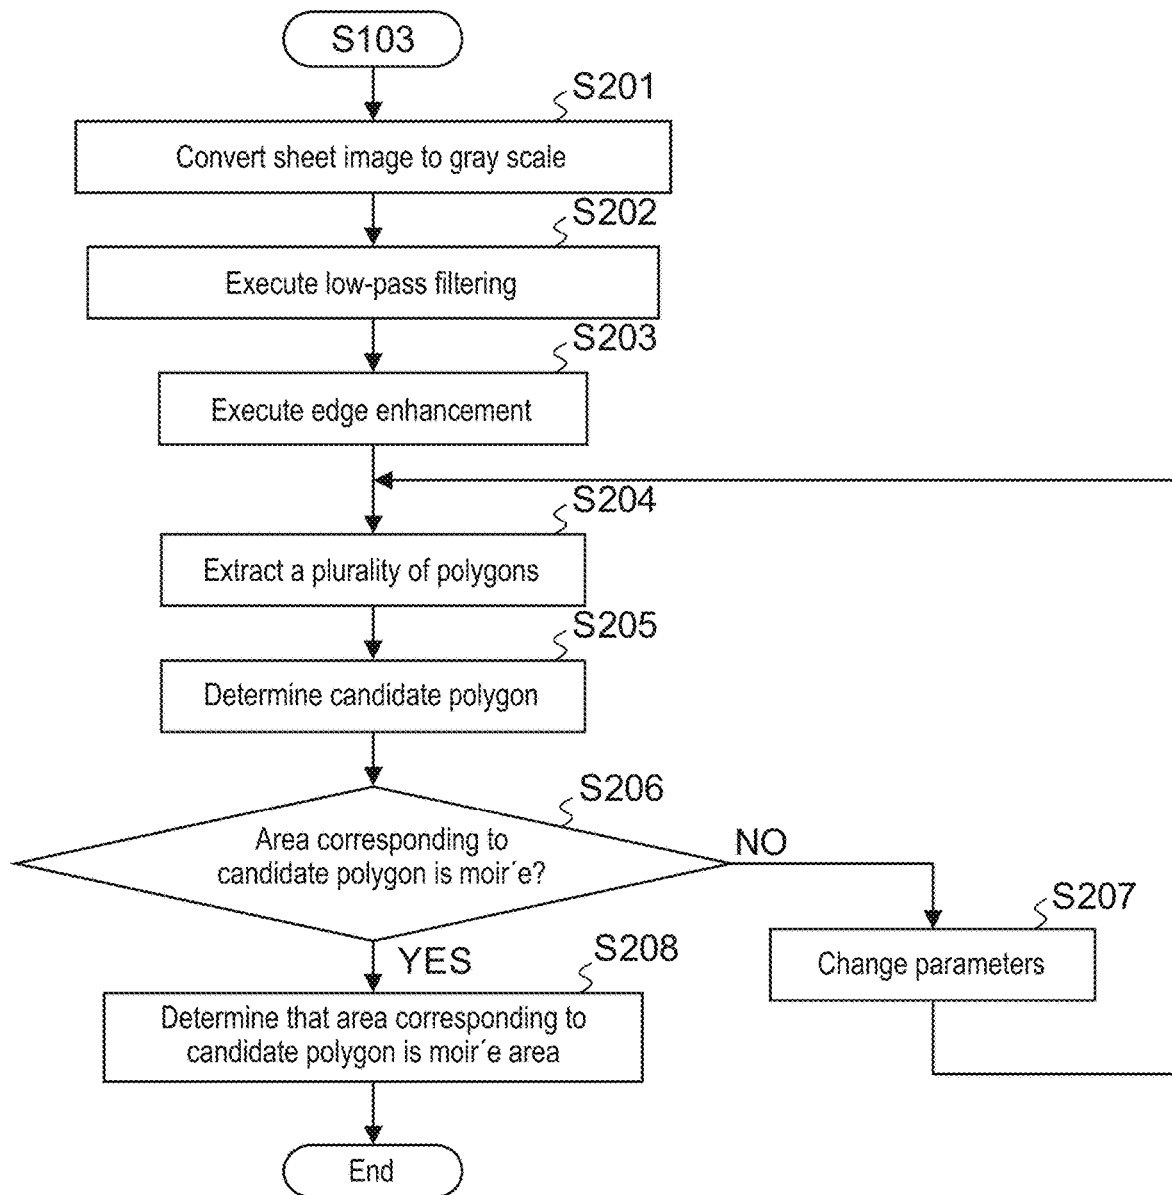 S103
S201
Convert sheet image to gray scale
S202
Execute low-pass filtering
S203
Execute edge enhancement
S204
Extract a plurality of polygons
S205
Determine candidate polygon
S206
Area corresponding to
candidate polygon is moir´e?
NO
S207
Change parameters
YES
S208
Determine that area corresponding to
candidate polygon is moir´e area
End